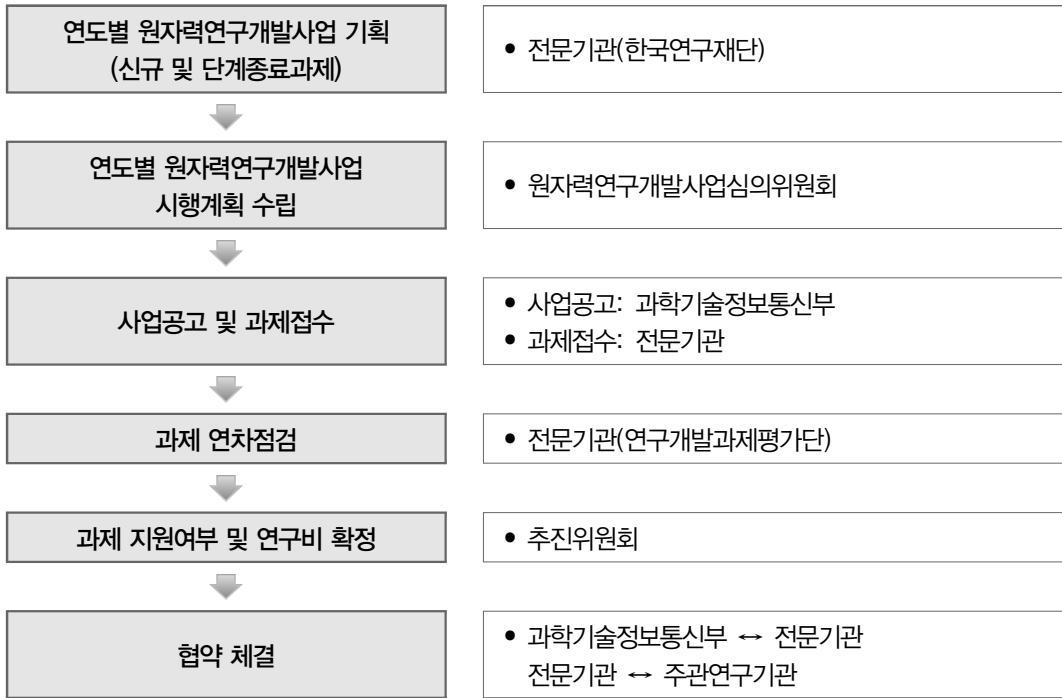 연도별 원자력연구개발사업 기획
(신규 및 단계종료과제)
• 전문기관(한국연구재단)
연도별 원자력연구개발사업
시행계획 수립
• 원자력연구개발사업심의위원회
사업공고 및 과제접수
• 사업공고: 과학기술정보통신부
• 과제접수: 전문기관
과제 연차점검
• 전문기관(연구개발과제평가단)
과제 지원여부 및 연구비 확정
• 추진위원회
협약 체결
• 과학기술정보통신부 ↔ 전문기관
전문기관 ↔ 주관연구기관